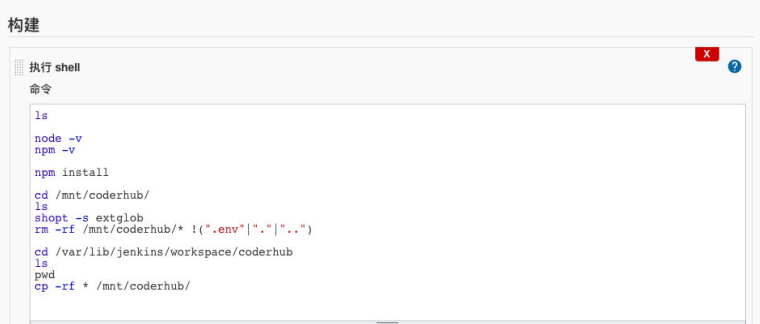 构建
X
执行 shell
?
命令
ls
node -v
npm -v
npm install
cd /mnt/coderhub/
ls
shopt -s extglob
rm -rf /mnt/coderhub/* !(".env"|"."|"..")
cd /var/lib/jenkins/workspace/coderhub
ls
pwd
cp -rf * /mnt/coderhub/